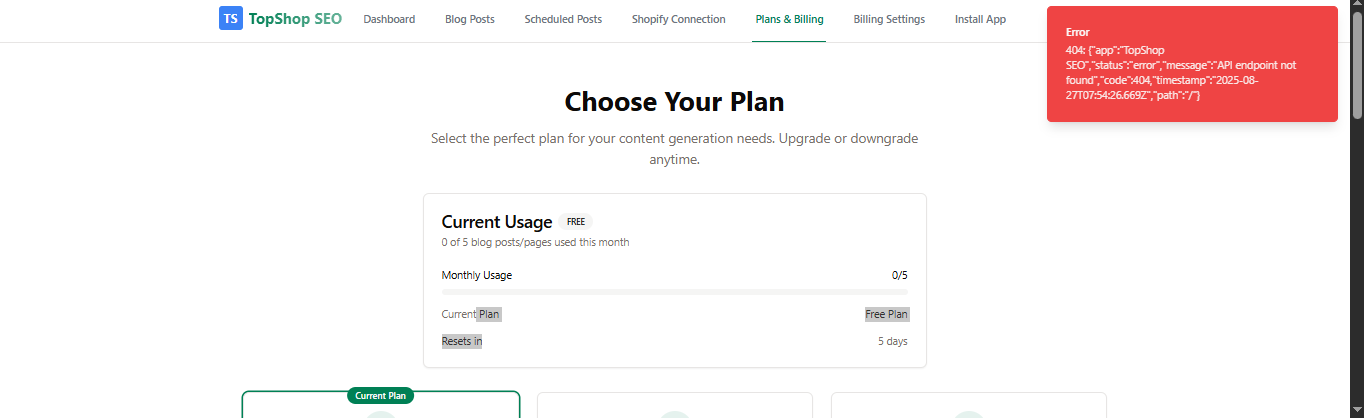 TS TopShop SEO Dashboard Blog Posts Scheduled Posts Shopify Connection Plans & Billing Billing Settings Install App
Error
404: {"app":"TopShop
SEO","status":"error","message":"API endpoint not
found","code":404,"timestamp":"2025-08-
27T07:54:26.669Z","path":"/"}
Choose Your Plan
Select the perfect plan for your content generation needs. Upgrade or downgrade
anytime.
Current Usage FREE
0 of 5 blog posts/pages used this month
Monthly Usage 0/5
Current Plan Free Plan
Resets in 5 days
Current Plan